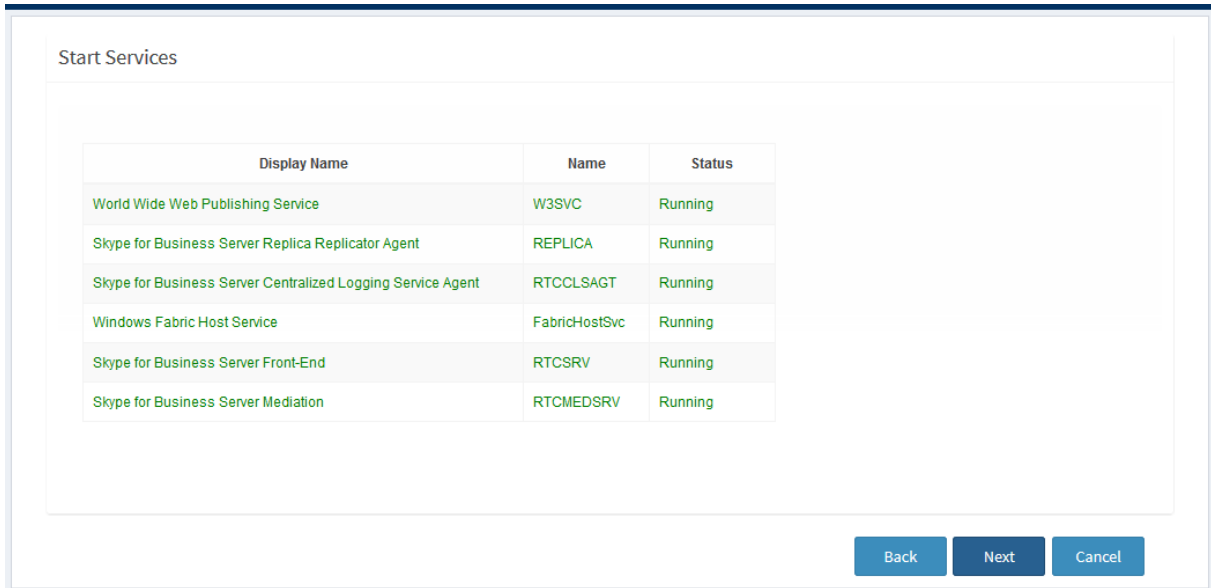 Start Services
Display Name Name Status
World Wide Web Publishing Service W3SVC Running
Skype for Business Server Replica Replicator Agent REPLICA Running
Skype for Business Server Centralized Logging Service Agent RTCCLSAGT Running
Windows Fabric Host Service FabricHostSvc Running
Skype for Business Server Front-End RTCSRV Running
Skype for Business Server Mediation RTCMEDSRV Running
Back Next Cancel